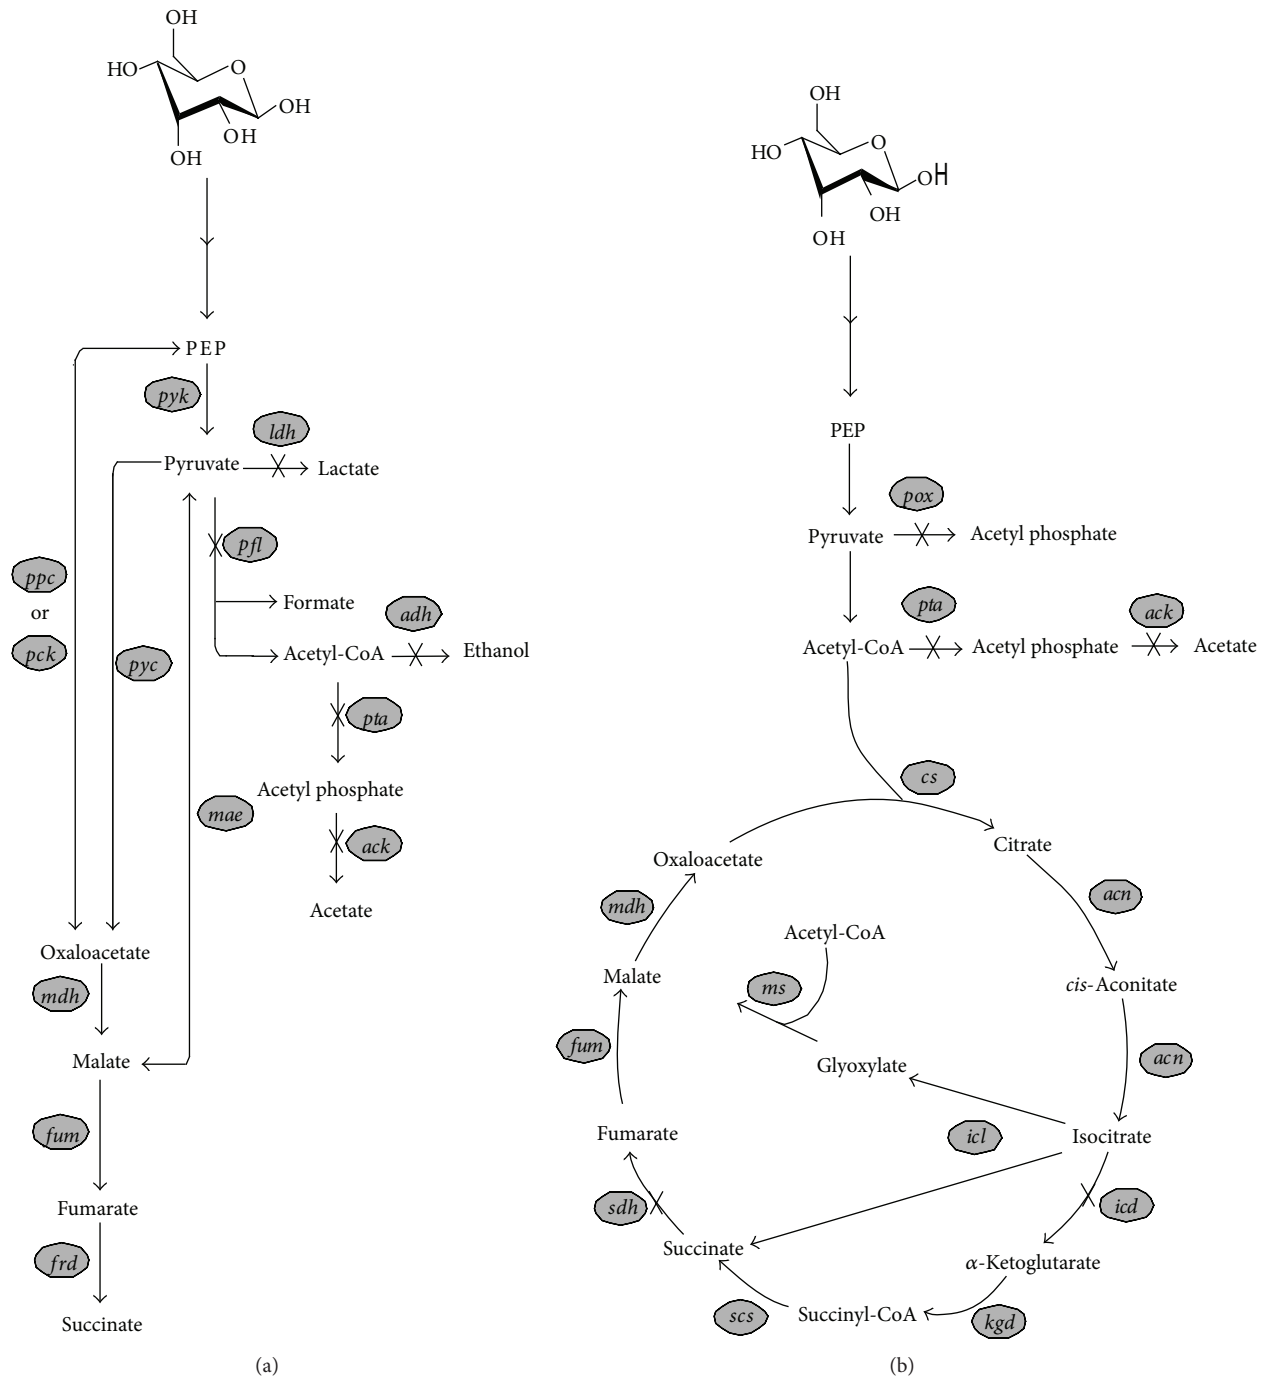 OH
HO
O
OH
OH
OH
PEP
pyk
ldh
Pyruvate
Lactate
pfl
ppc
or
pck
pyc
Formate
adh
Acetyl-CoA
Ethanol
pta
Acetyl phosphate
mae
ack
Acetate
Oxaloacetate
mdh
Malate
fum
Fumarate
frd
Succinate
(a)
OH
HO
O
OH
OH
OH
PEP
pox
Pyruvate
Acetyl phosphate
pta
ack
Acetyl-CoA
Acetyl phosphate
Acetate
cs
Oxaloacetate
Citrate
mdh
acn
Acetyl-CoA
Malate
ms
cis-Aconitate
fum
Glyoxylate
acn
Fumarate
icl
Isocitrate
sdh
icd
Succinate
α-Ketoglutarate
scs
Succinyl-CoA
kgd
(b)